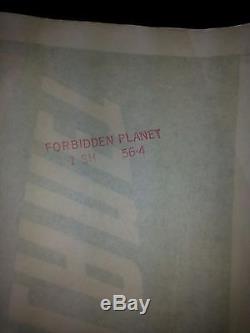 FORBIDDEN PLANET
1 SH 56-4